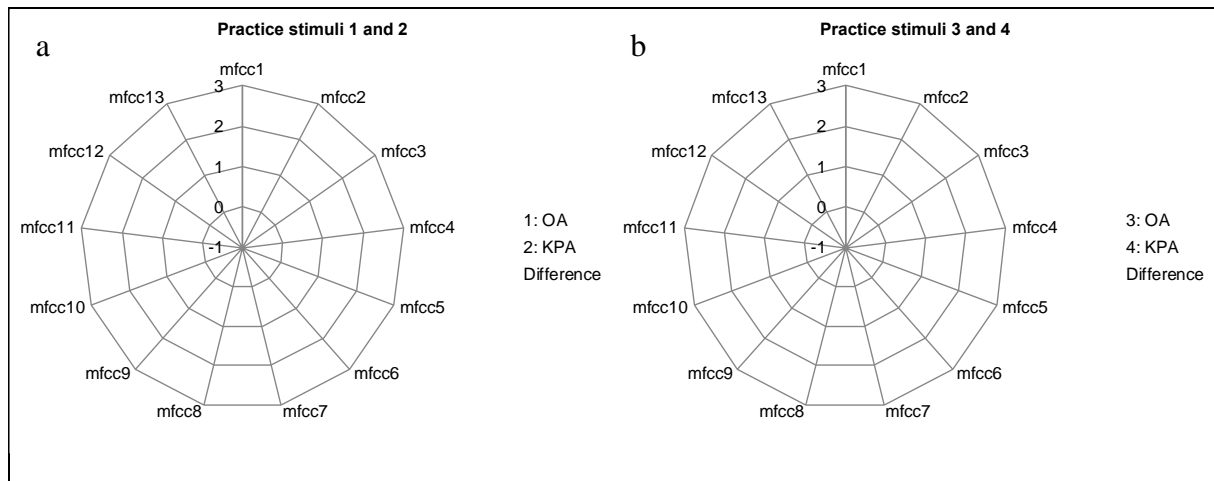 a
Practice stimuli 1 and 2
mfcc1
mfcc2
mfcc3
mfcc4
mfcc5
mfcc6
mfcc7
mfcc8
mfcc9
mfcc10
mfcc11
mfcc12
mfcc13
3
2
1
0
-1
1: OA
2: KPA
Difference
b
Practice stimuli 3 and 4
mfcc1
mfcc2
mfcc3
mfcc4
mfcc5
mfcc6
mfcc7
mfcc8
mfcc9
mfcc10
mfcc11
mfcc12
mfcc13
3
2
1
0
-1
3: OA
4: KPA
Difference